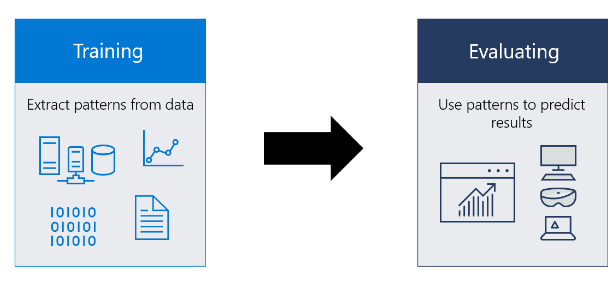 Training
Extract patterns from data
101010
010101
101010
Evaluating
Use patterns to predict
results